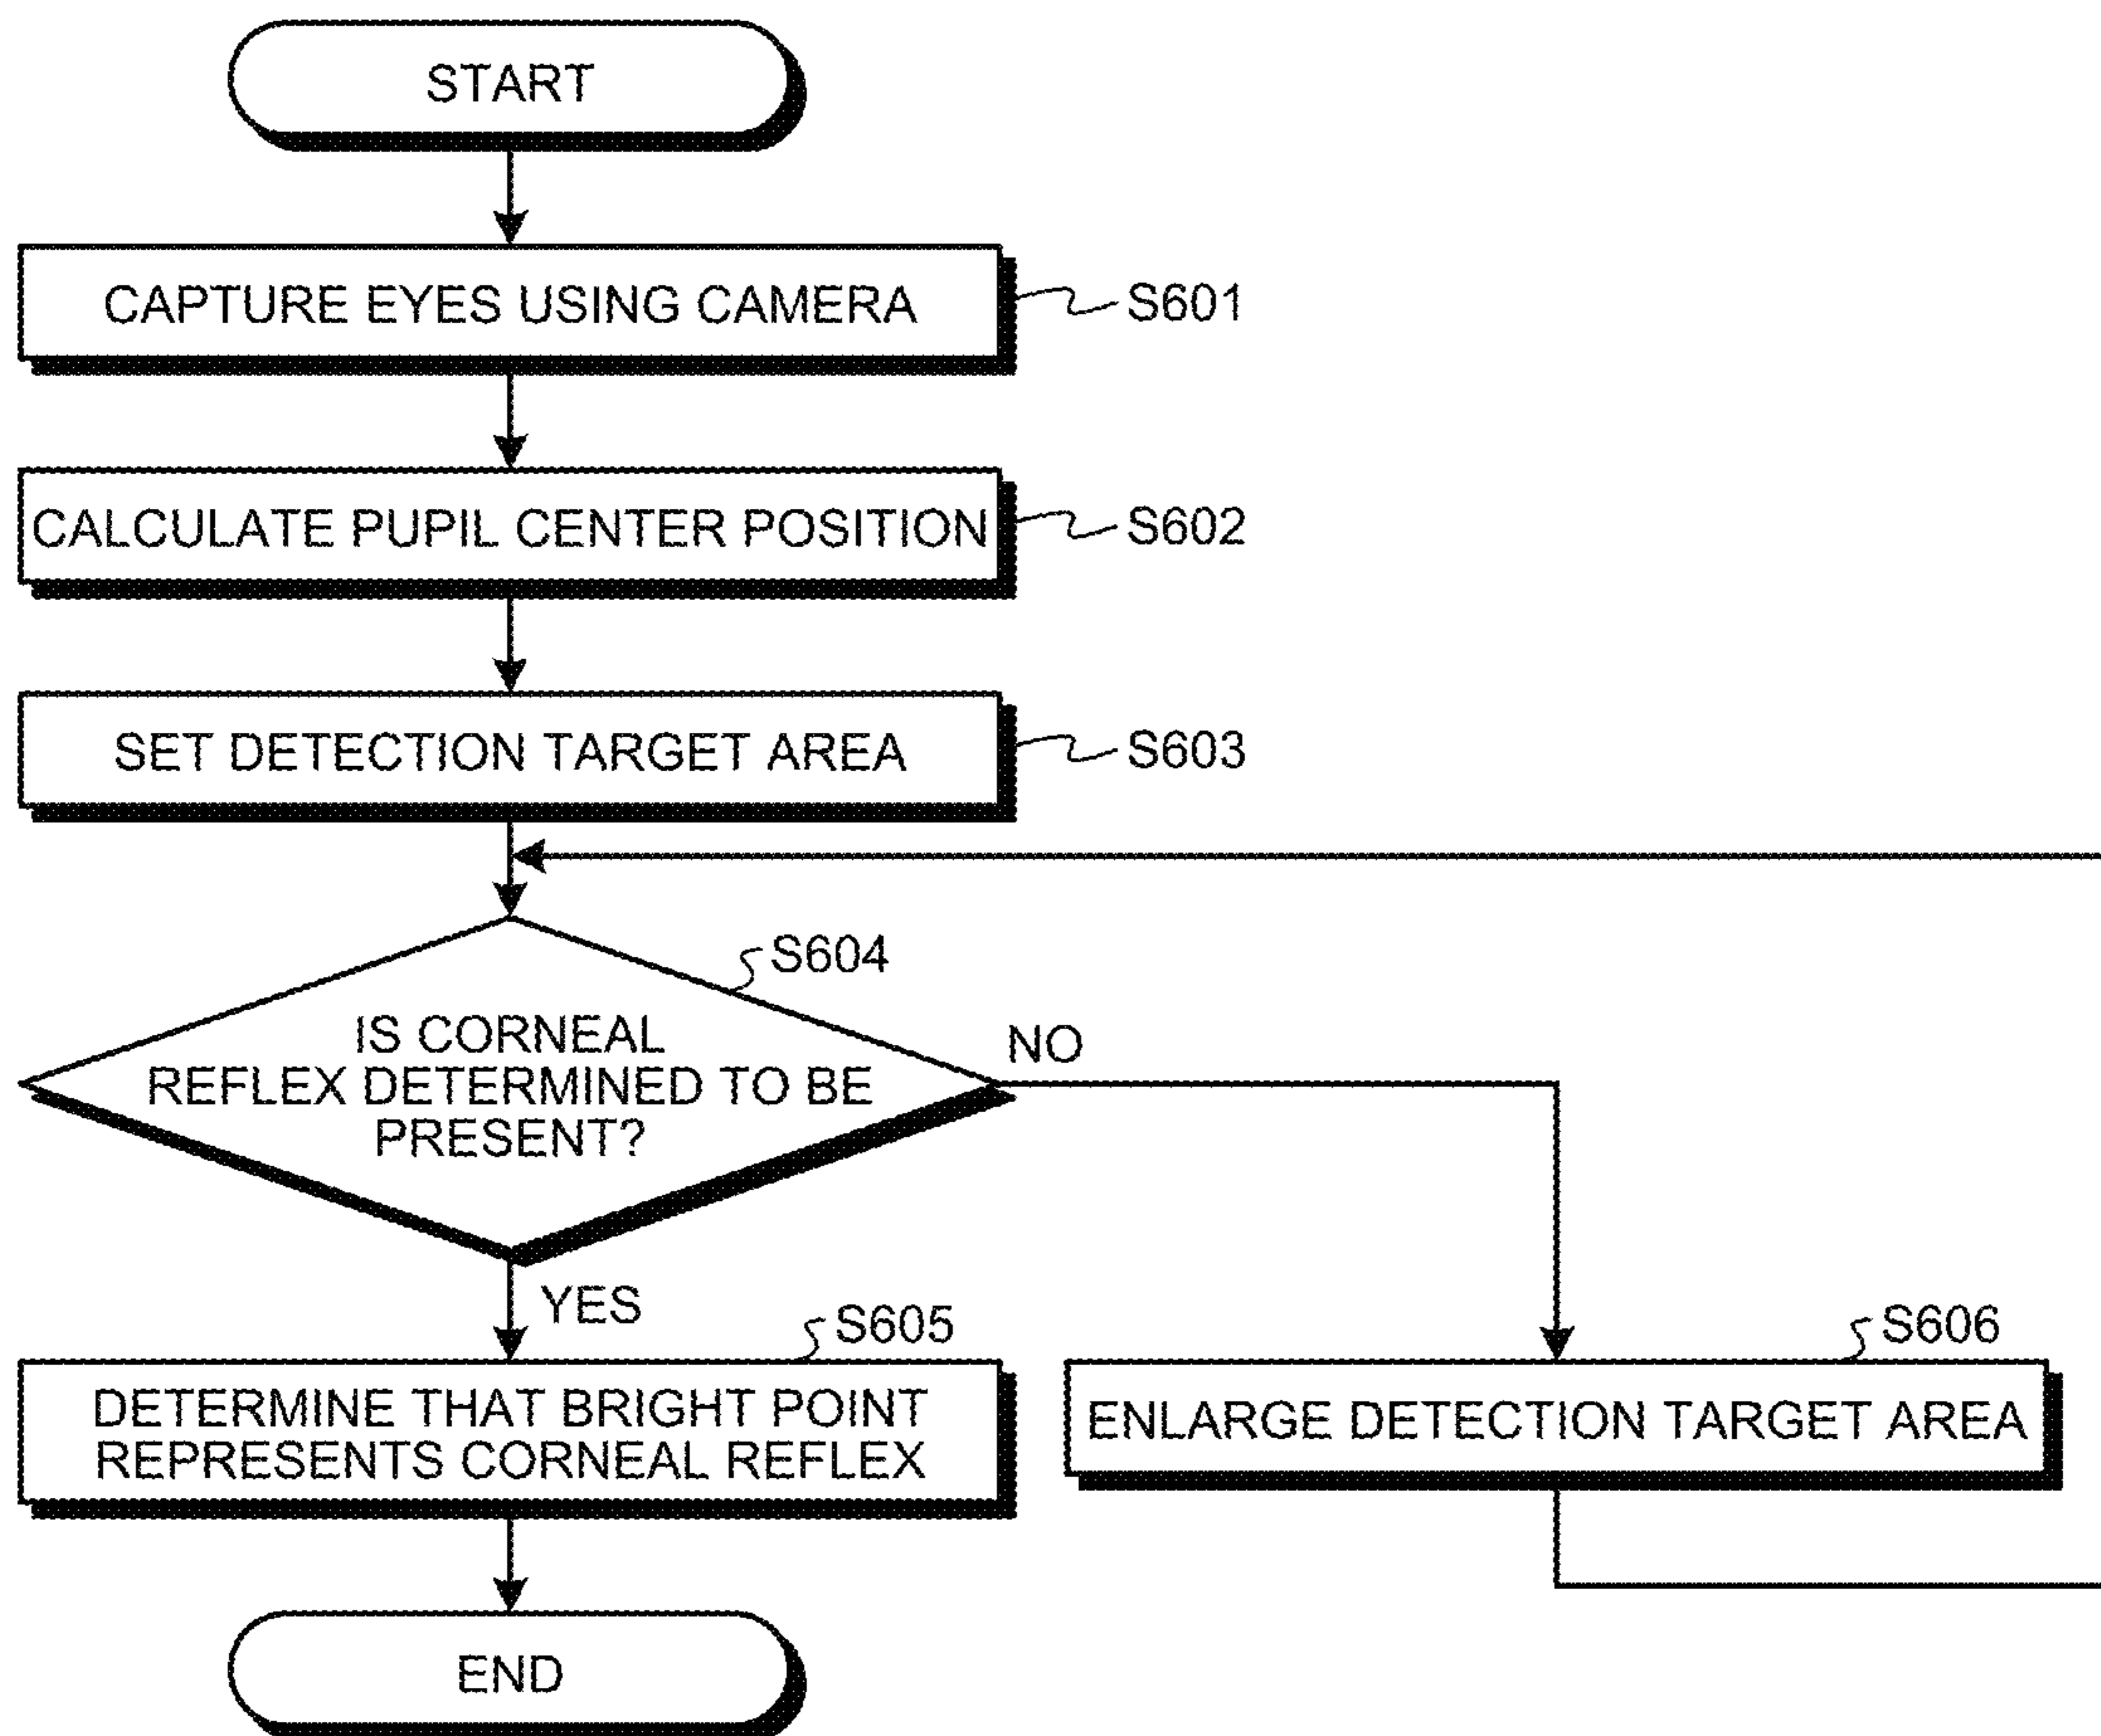 START
CAPTURE EYES USING CAMERA
S601
CALCULATE PUPIL CENTER POSITION
S602
SET DETECTION TARGET AREA
S603
S604
IS CORNEAL
REFLEX DETERMINED TO BE
PRESENT?
NO
YES
S605
DETERMINE THAT BRIGHT POINT
REPRESENTS CORNEAL REFLEX
S606
ENLARGE DETECTION TARGET AREA
END